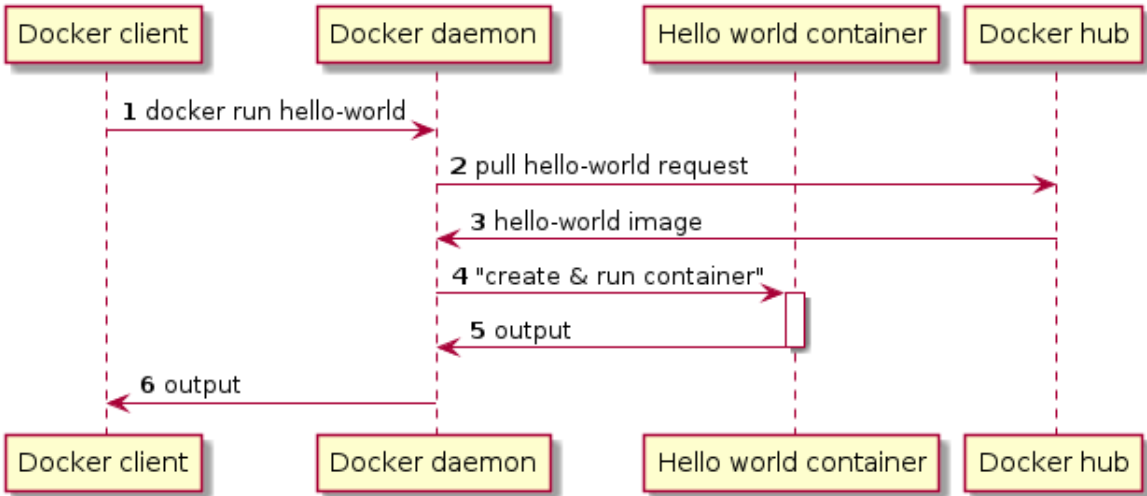 Docker client
Docker daemon
Hello world container
Docker hub
1 docker run hello-world
2 pull hello-world request
3 hello-world image
4 "create & run container"
5 output
6 output
Docker client
Docker daemon
Hello world container
Docker hub